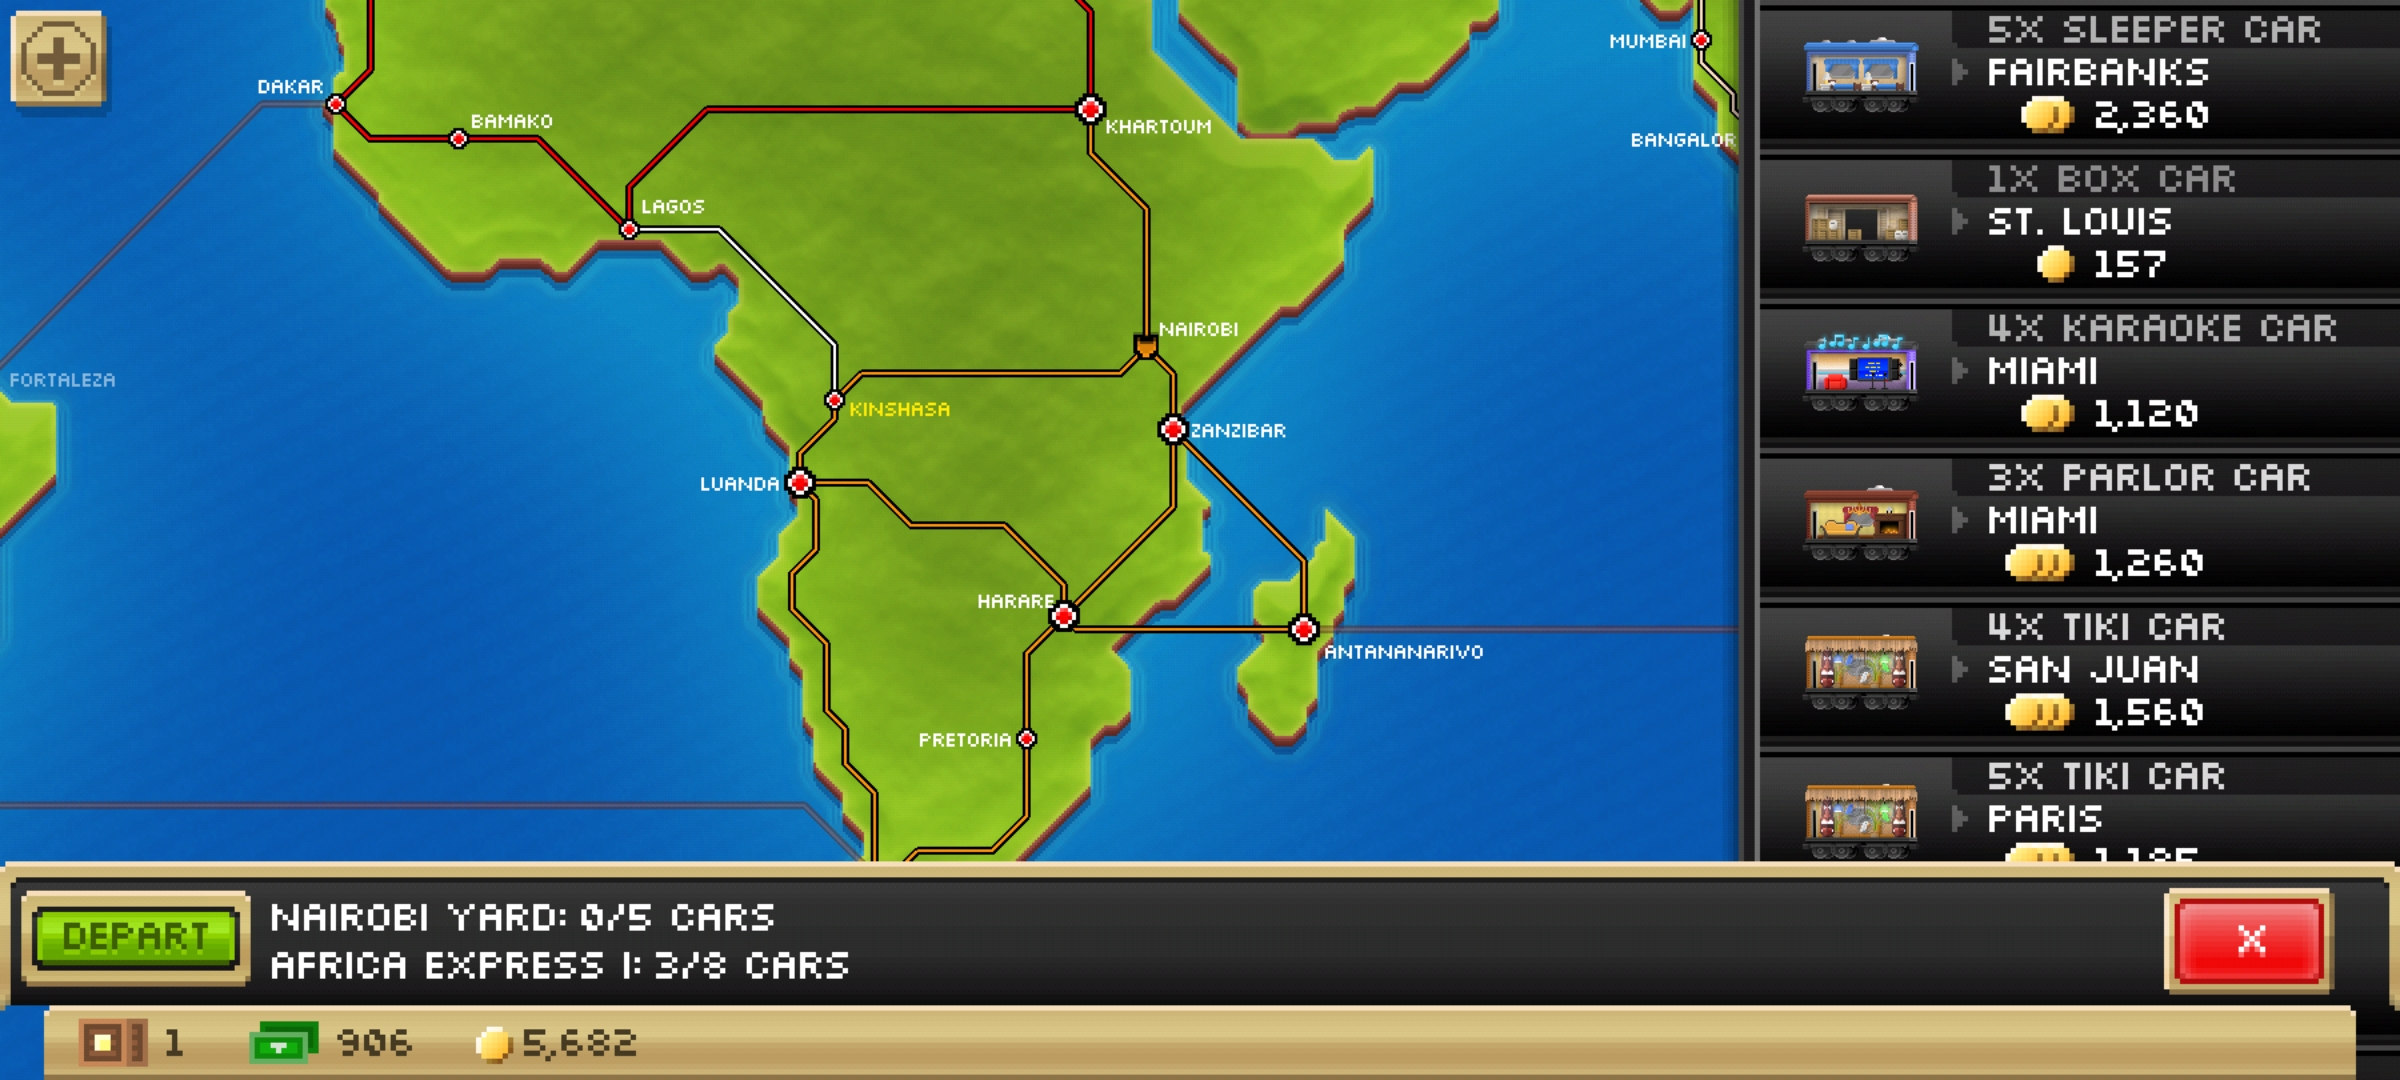 DAKAR
BAMAKO
LAGOS
KHARTOUM
MUMBAI
FORTALEZA
NAIROBI
KINSHASA
ZANZIBAR
LUANDA
HARARE
ANTANANARIVO
PRETORIA
5X SLEEPER CAR
FAIRBANKS
2,360
1X BOX CAR
ST. LOUIS
157
4X KARAOKE CAR
MIAMI
1,120
3X PARLOR CAR
MIAMI
1,260
4X TIKI CAR
SAN JUAN
1,560
5X TIKI CAR
PARIS
DEPART
NAIROBI YARD: 0/5 CARS
AFRICA EXPRESS I: 3/8 CARS
X
1
906
5,682